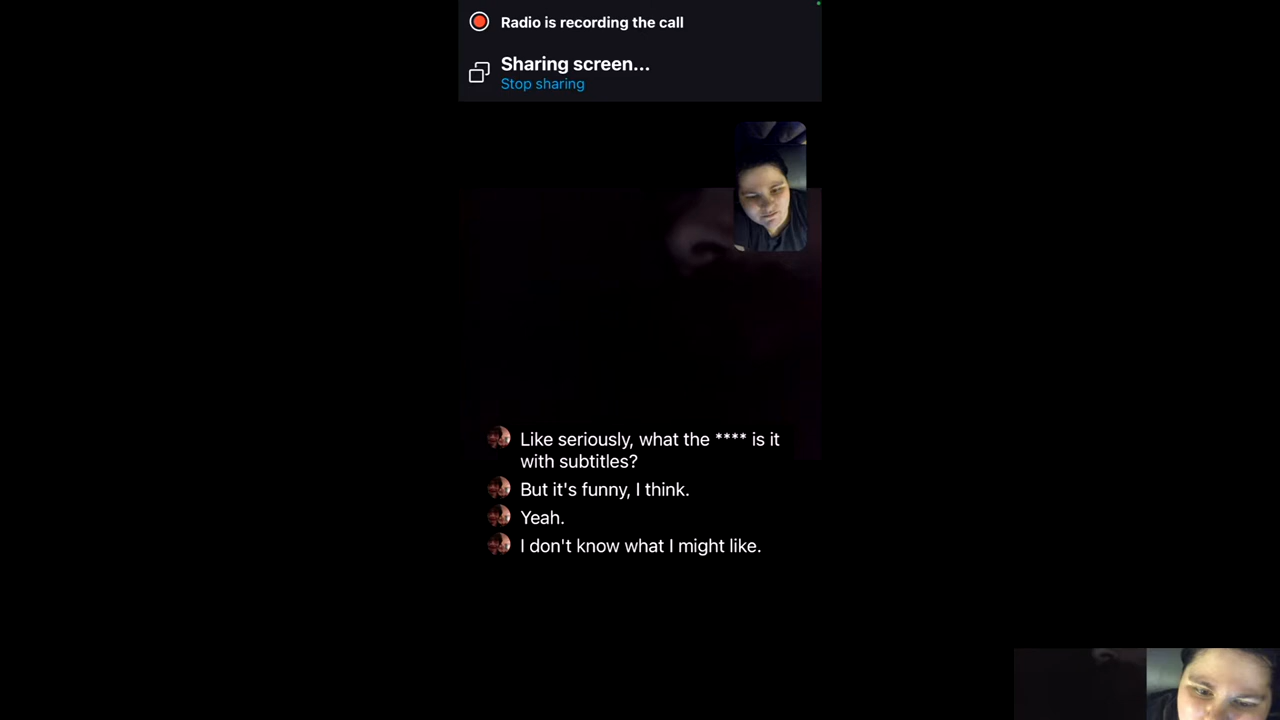 Radio is recording the call
Sharing screen...
Stop sharing
Like seriously, what the **** is it
with subtitles?
But it's funny, I think.
Yeah.
I don't know what I might like.